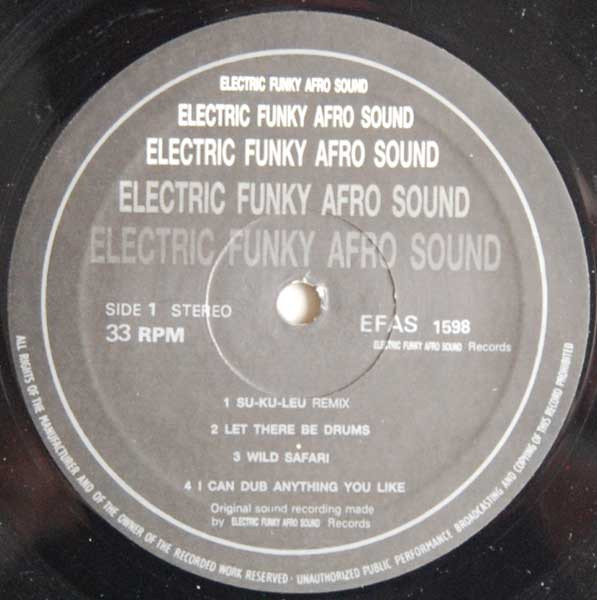 ELECTRIC FUNKY AFRO SOUND
ELECTRIC FUNKY AFRO SOUND
ELECTRIC FUNKY AFRO SOUND
ELECTRIC FUNKY AFRO SOUND
ELECTRIC FUNKY AFRO SOUND
SIDE 1 STEREO
33 RPM
EFAS 1598
ELECTRIC FUNKY AFRO SOUND Records
1 SU-KU-LEU REMIX
2 LET THERE BE DRUMS
3 WILD SAFARI
4 I CAN DUB ANYTHING YOU LIKE
Original sound recording made
by ELECTRIC FUNKY AFRO SOUND Records
ALL RIGHTS OF THE MANUFACTURER AND OF THE OWNER OF THE RECORDED WORK RESERVED · UNAUTHORIZED PUBLIC PERFORMANCE BROADCASTING AND COPYING OF THIS RECORD PROHIBITED